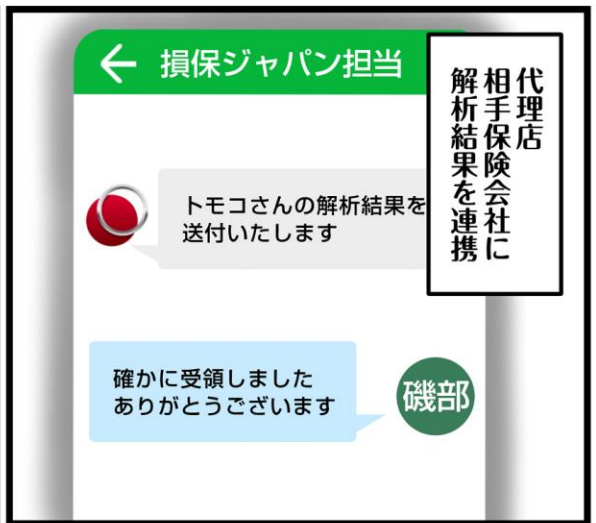 損保ジャパン担当
代理店
相手保険会社に
解析結果を連携
トモコさんの解析結果を
送付いたします
確かに受領しました
ありがとうございます
磯部